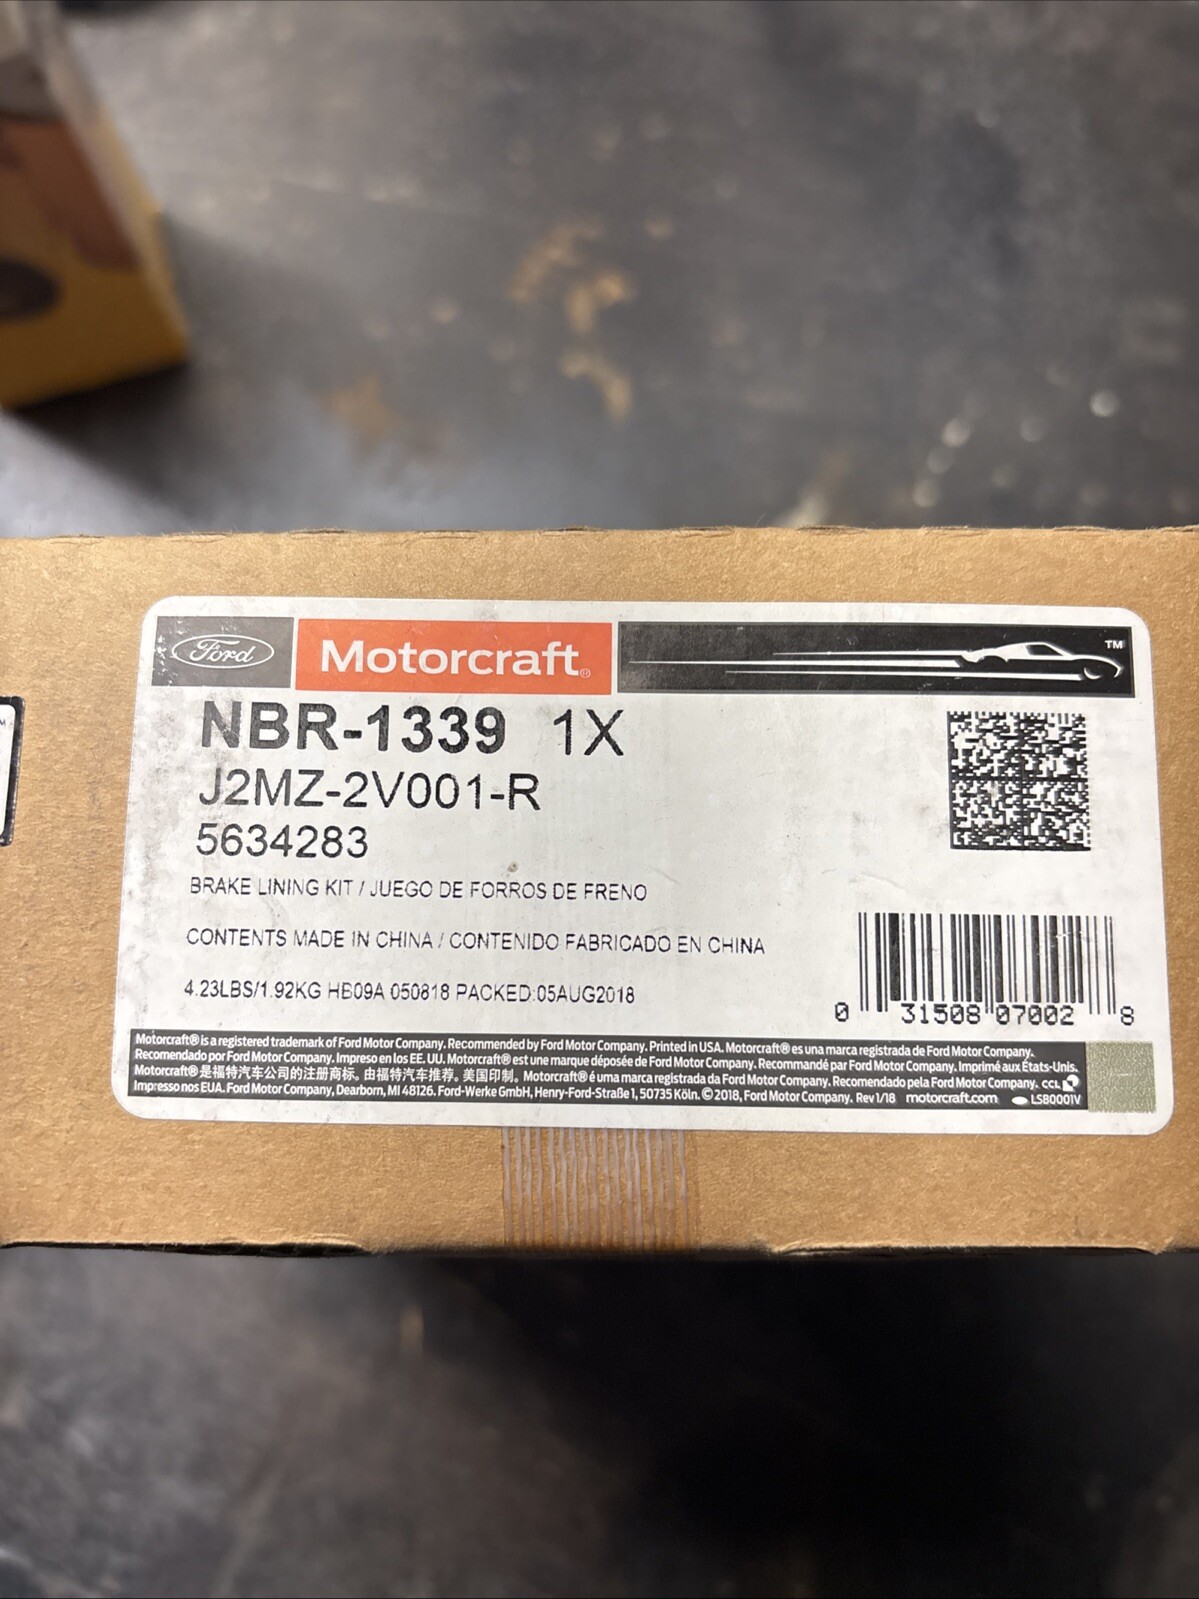 Ford Motorcraft® ™
NBR-1339 1X
J2MZ-2V001-R
5634283
BRAKE LINING KIT / JUEGO DE FORROS DE FRENO
CONTENTS MADE IN CHINA / CONTENIDO FABRICADO EN CHINA
4.23LBS/1.92KG HB09A 050818 PACKED:05AUG2018
0 31508 07002 8
Motorcraft® is a registered trademark of Ford Motor Company. Recommended by Ford Motor Company. Printed in USA. Motorcraft® es una marca registrada de Ford Motor Company.
Recomendado por Ford Motor Company. Impreso en los EE. UU. Motorcraft® est une marque déposée de Ford Motor Company. Recommandé par Ford Motor Company. Imprimé aux États-Unis.
Motorcraft®是福特汽车公司的注册商标。由福特汽车推荐。美国印制。Motorcraft® é uma marca registrada da Ford Motor Company. Recomendado pela Ford Motor Company. CCL
Impresso nos EUA. Ford Motor Company, Dearborn, MI 48126. Ford-Werke GmbH, Henry-Ford-Straße 1, 50735 Köln. ©2018, Ford Motor Company. Rev 1/18 motorcraft.com LSB0001V